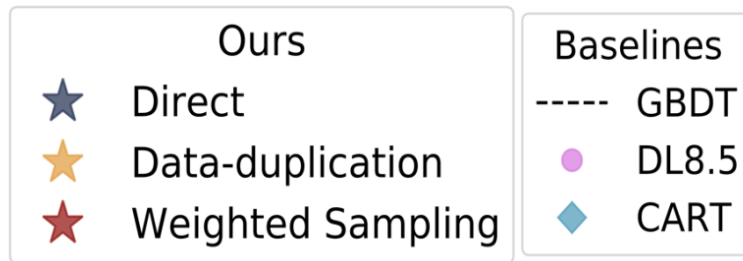 Ours
Direct
Data-duplication
Weighted Sampling
Baselines
GBDT
DL8.5
CART